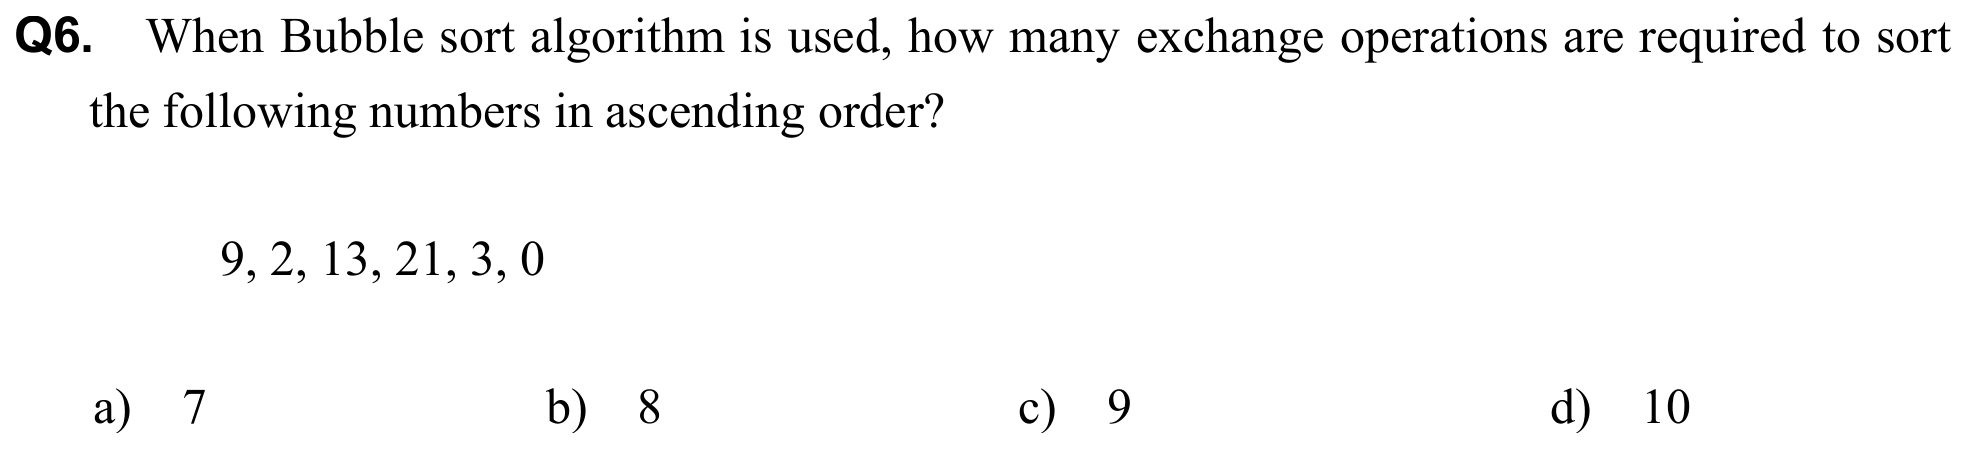 Q6. When Bubble sort algorithm is used, how many exchange operations are required to sort
the following numbers in ascending order?
9, 2, 13, 21, 3, 0
a) 7 b) 8 c) 9 d) 10